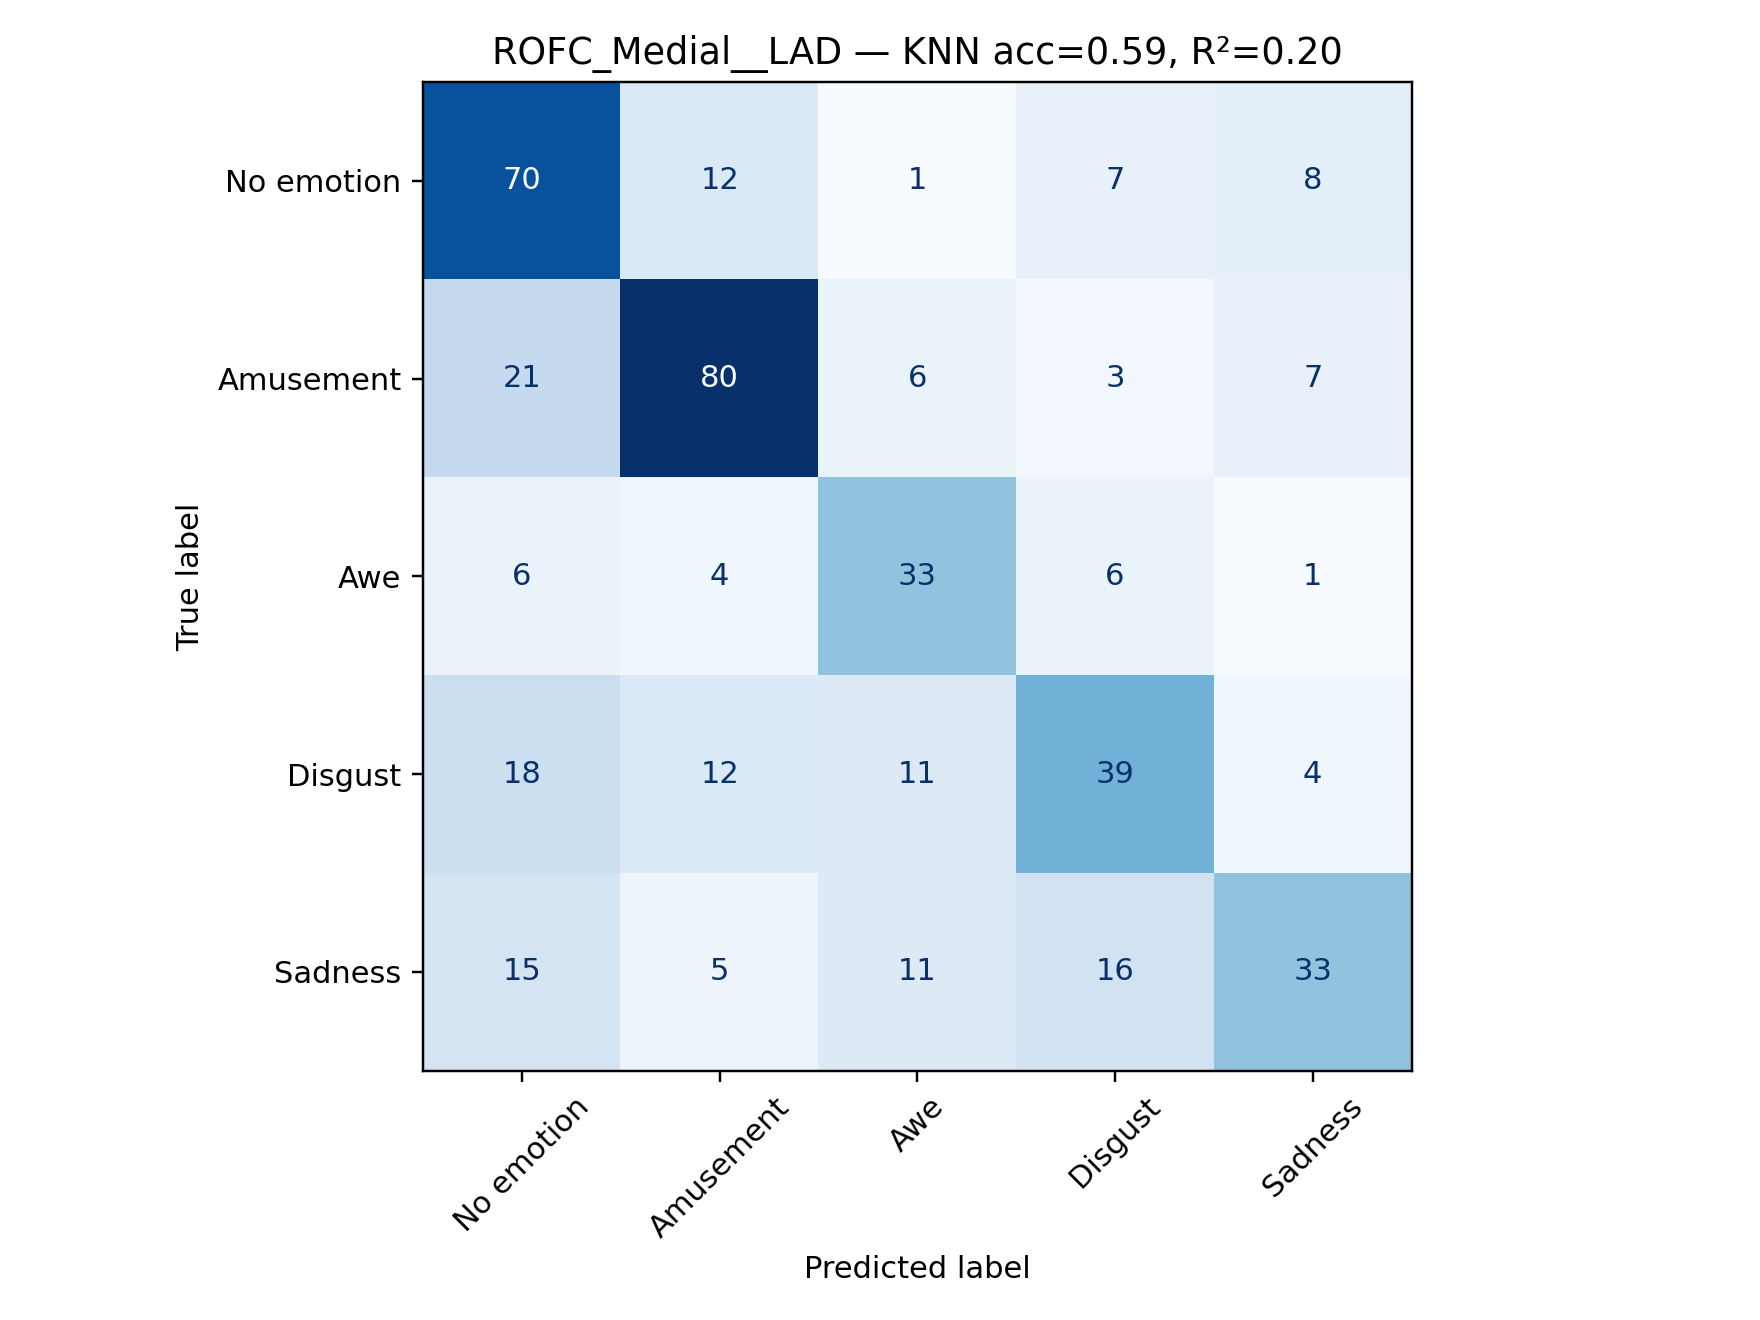 ROFC_Medial__LAD — KNN acc=0.59, R²=0.20
No emotion 70 12 1 7 8
Amusement 21 80 6 3 7
Awe 6 4 33 6 1
Disgust 18 12 11 39 4
Sadness 15 5 11 16 33
True label
No emotion Amusement Awe Disgust Sadness
Predicted label